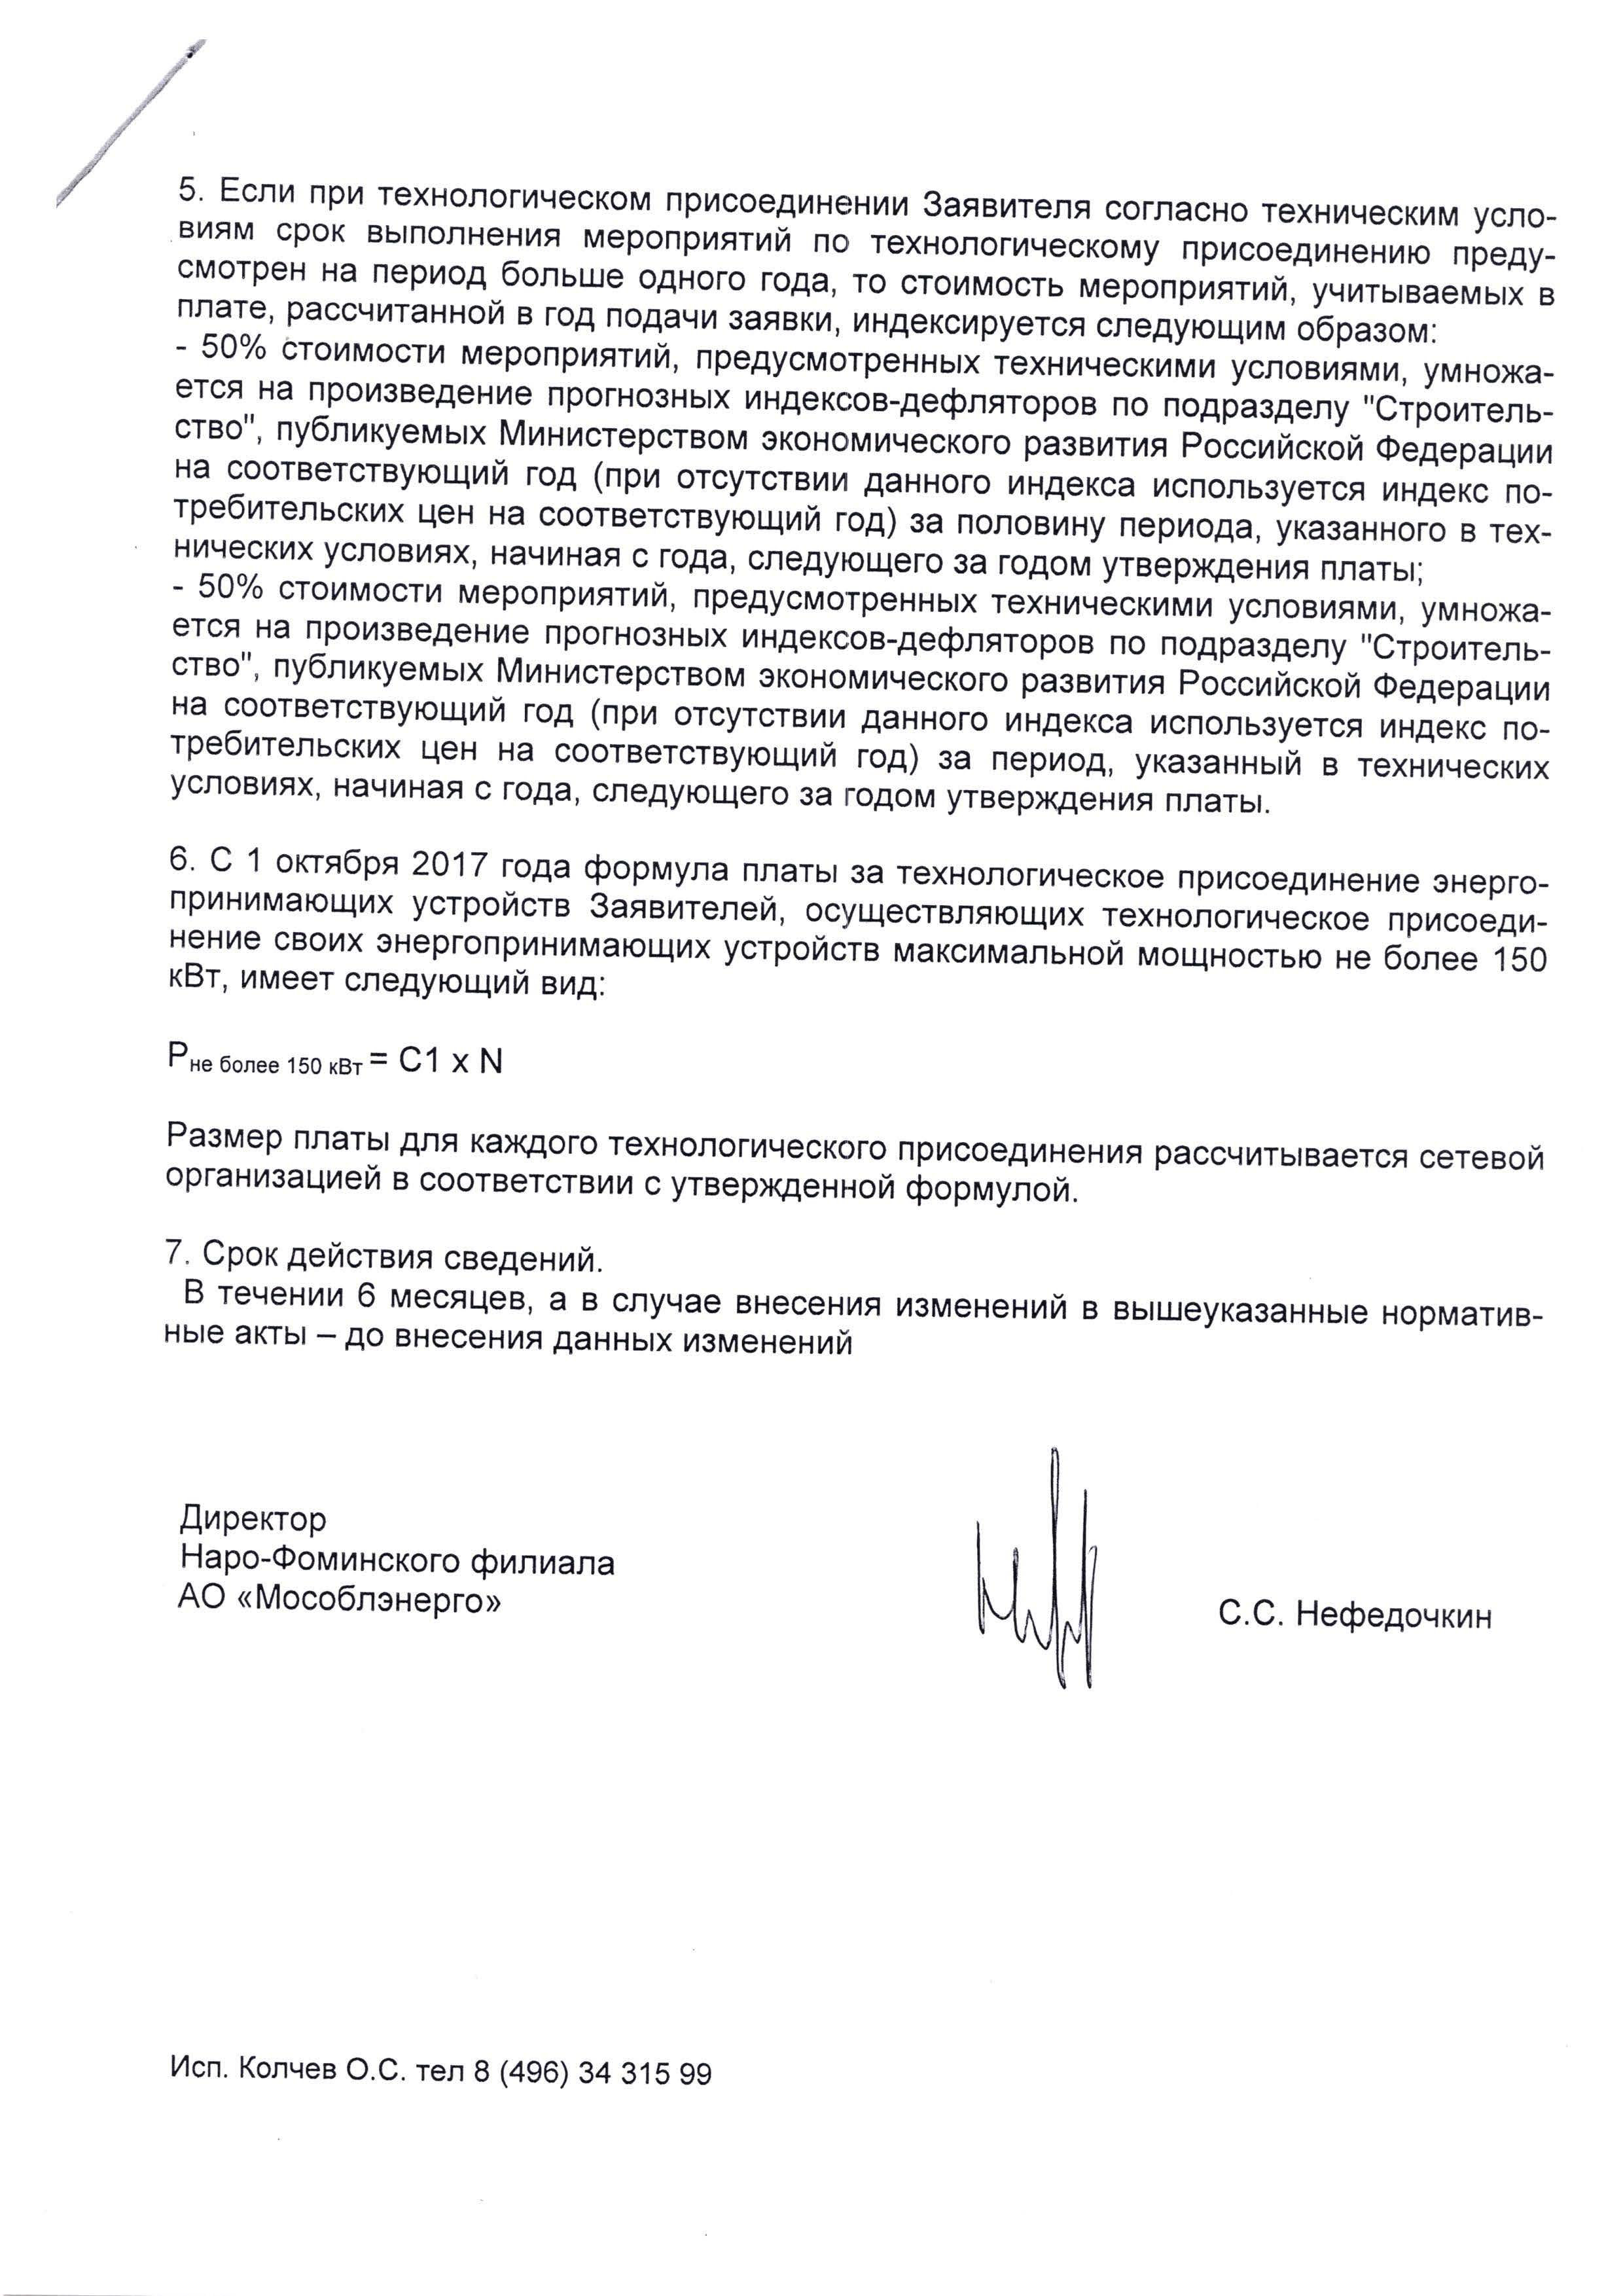 5. Если при технологическом присоединении Заявителя согласно техническим усло-
виям срок выполнения мероприятий по технологическому присоединению преду-
смотрен на период больше одного года, то стоимость мероприятий, учитываемых в
плате, рассчитанной в год подачи заявки, индексируется следующим образом:
- 50% стоимости мероприятий, предусмотренных техническими условиями, умножа-
ется на произведение прогнозных индексов-дефляторов по подразделу "Строитель-
ство", публикуемых Министерством экономического развития Российской Федерации
на соответствующий год (при отсутствии данного индекса используется индекс по-
требительских цен на соответствующий год) за половину периода, указанного в тех-
нических условиях, начиная с года, следующего за годом утверждения платы;
- 50% стоимости мероприятий, предусмотренных техническими условиями, умножа-
ется на произведение прогнозных индексов-дефляторов по подразделу "Строитель-
ство", публикуемых Министерством экономического развития Российской Федерации
на соответствующий год (при отсутствии данного индекса используется индекс по-
требительских цен на соответствующий год) за период, указанный в технических
условиях, начиная с года, следующего за годом утверждения платы.
6. С 1 октября 2017 года формула платы за технологическое присоединение энерго-
принимающих устройств Заявителей, осуществляющих технологическое присоеди-
нение своих энергопринимающих устройств максимальной мощностью не более 150
кВт, имеет следующий вид:
Р не более 150 кВт = С1 х N
Размер платы для каждого технологического присоединения рассчитывается сетевой
организацией в соответствии с утвержденной формулой.
7. Срок действия сведений.
В течении 6 месяцев, а в случае внесения изменений в вышеуказанные норматив-
ные акты – до внесения данных изменений
Директор
Наро-Фоминского филиала
АО «Мособлэнерго»
С.С. Нефедочкин
Исп. Колчев О.С. тел 8 (496) 34 315 99